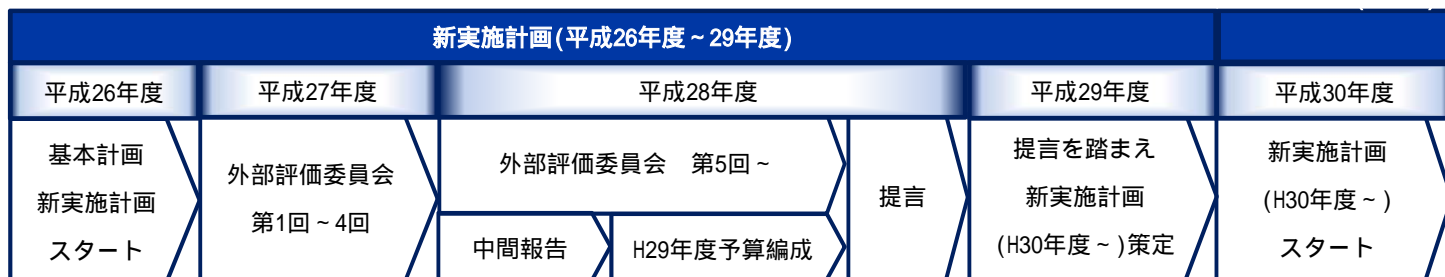 新実施計画(平成26年度~29年度)
平成26年度
平成27年度
平成28年度
平成29年度
平成30年度
基本計画
新実施計画
スタート
外部評価委員会
第1回~4回
外部評価委員会 第5回~
中間報告
H29年度予算編成
提言
提言を踏まえ
新実施計画
(H30年度~)策定
新実施計画
(H30年度~)
スタート